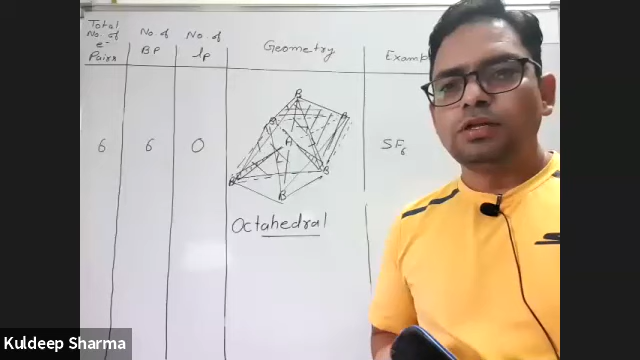 Total
No. of
e-
Pairs
No. of
BP
No. of
lp
Geometry
Examp
6
6
0
B
B
B
A
B
B
B
SF6
Octahedral
Kuldeep Sharma